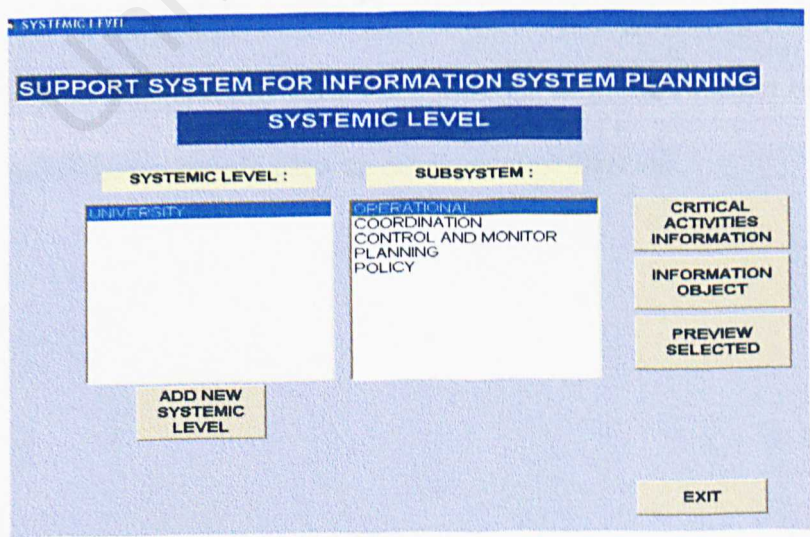 SYSTEMIC LEVEL
SUPPORT SYSTEM FOR INFORMATION SYSTEM PLANNING
SYSTEMIC LEVEL
SYSTEMIC LEVEL :
SUBSYSTEM :
UNIVERSITY
OPERATIONAL
COORDINATION
CONTROL AND MONITOR
PLANNING
POLICY
CRITICAL
ACTIVITIES
INFORMATION
INFORMATION
OBJECT
PREVIEW
SELECTED
ADD NEW
SYSTEMIC
LEVEL
EXIT